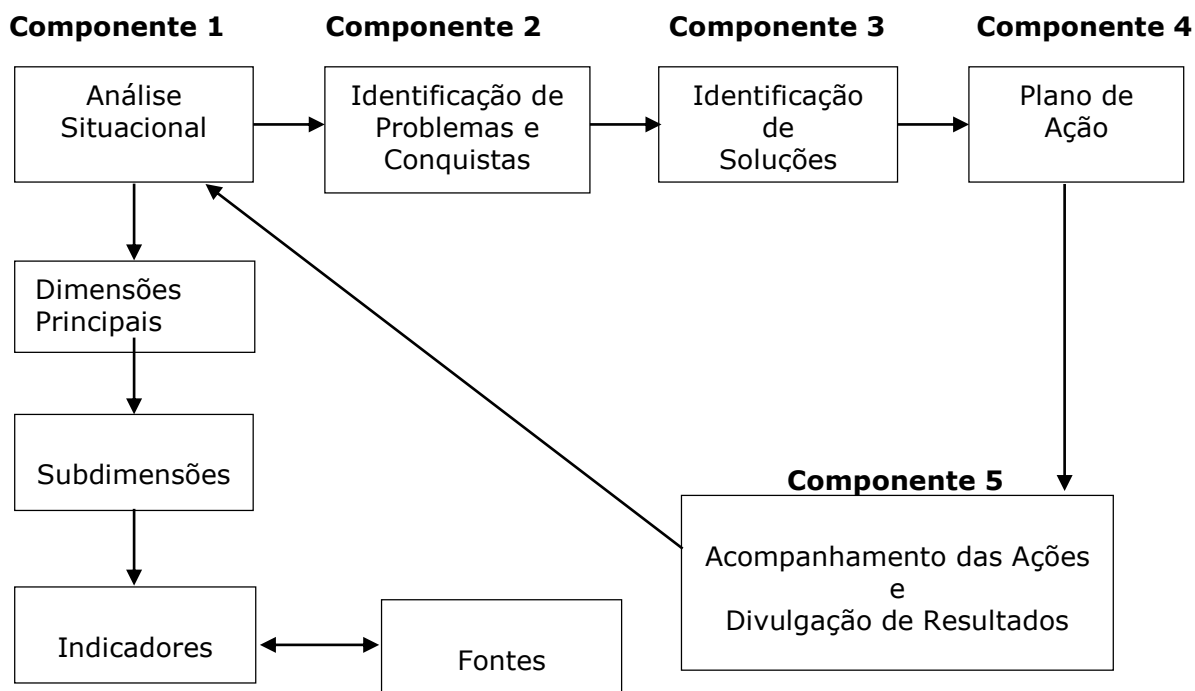 Componente 1
Componente 2
Componente 3
Componente 4
Análise
Situacional
Identificação de
Problemas e
Conquistas
Identificação
de
Soluções
Plano de
Ação
Dimensões
Principais
Subdimensões
Componente 5
Acompanhamento das Ações
e
Divulgação de Resultados
Indicadores
Fontes